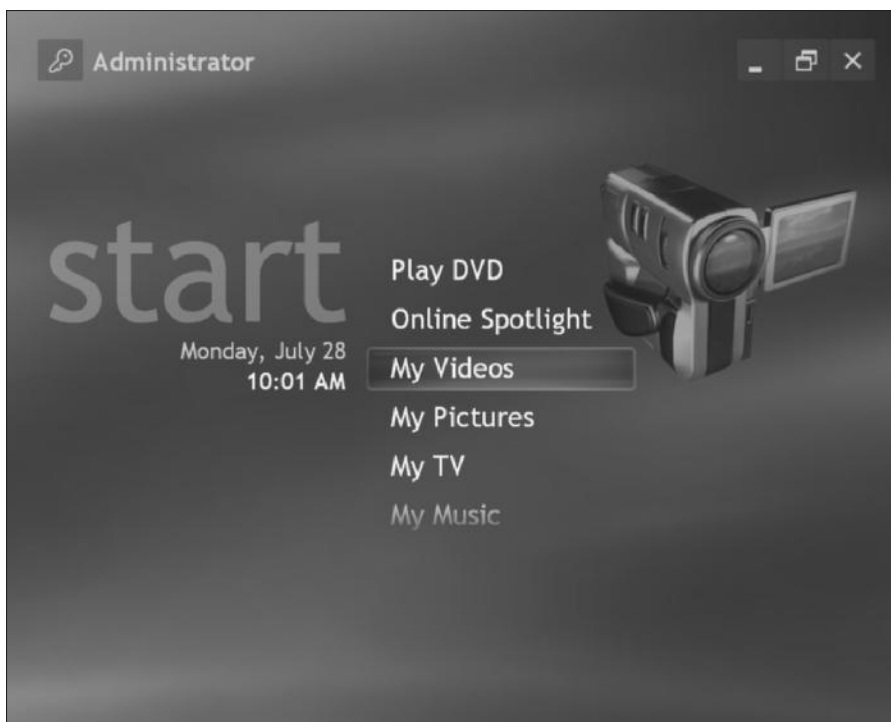 Administrator
start
Monday, July 28
10:01 AM
Play DVD
Online Spotlight
My Videos
My Pictures
My TV
My Music